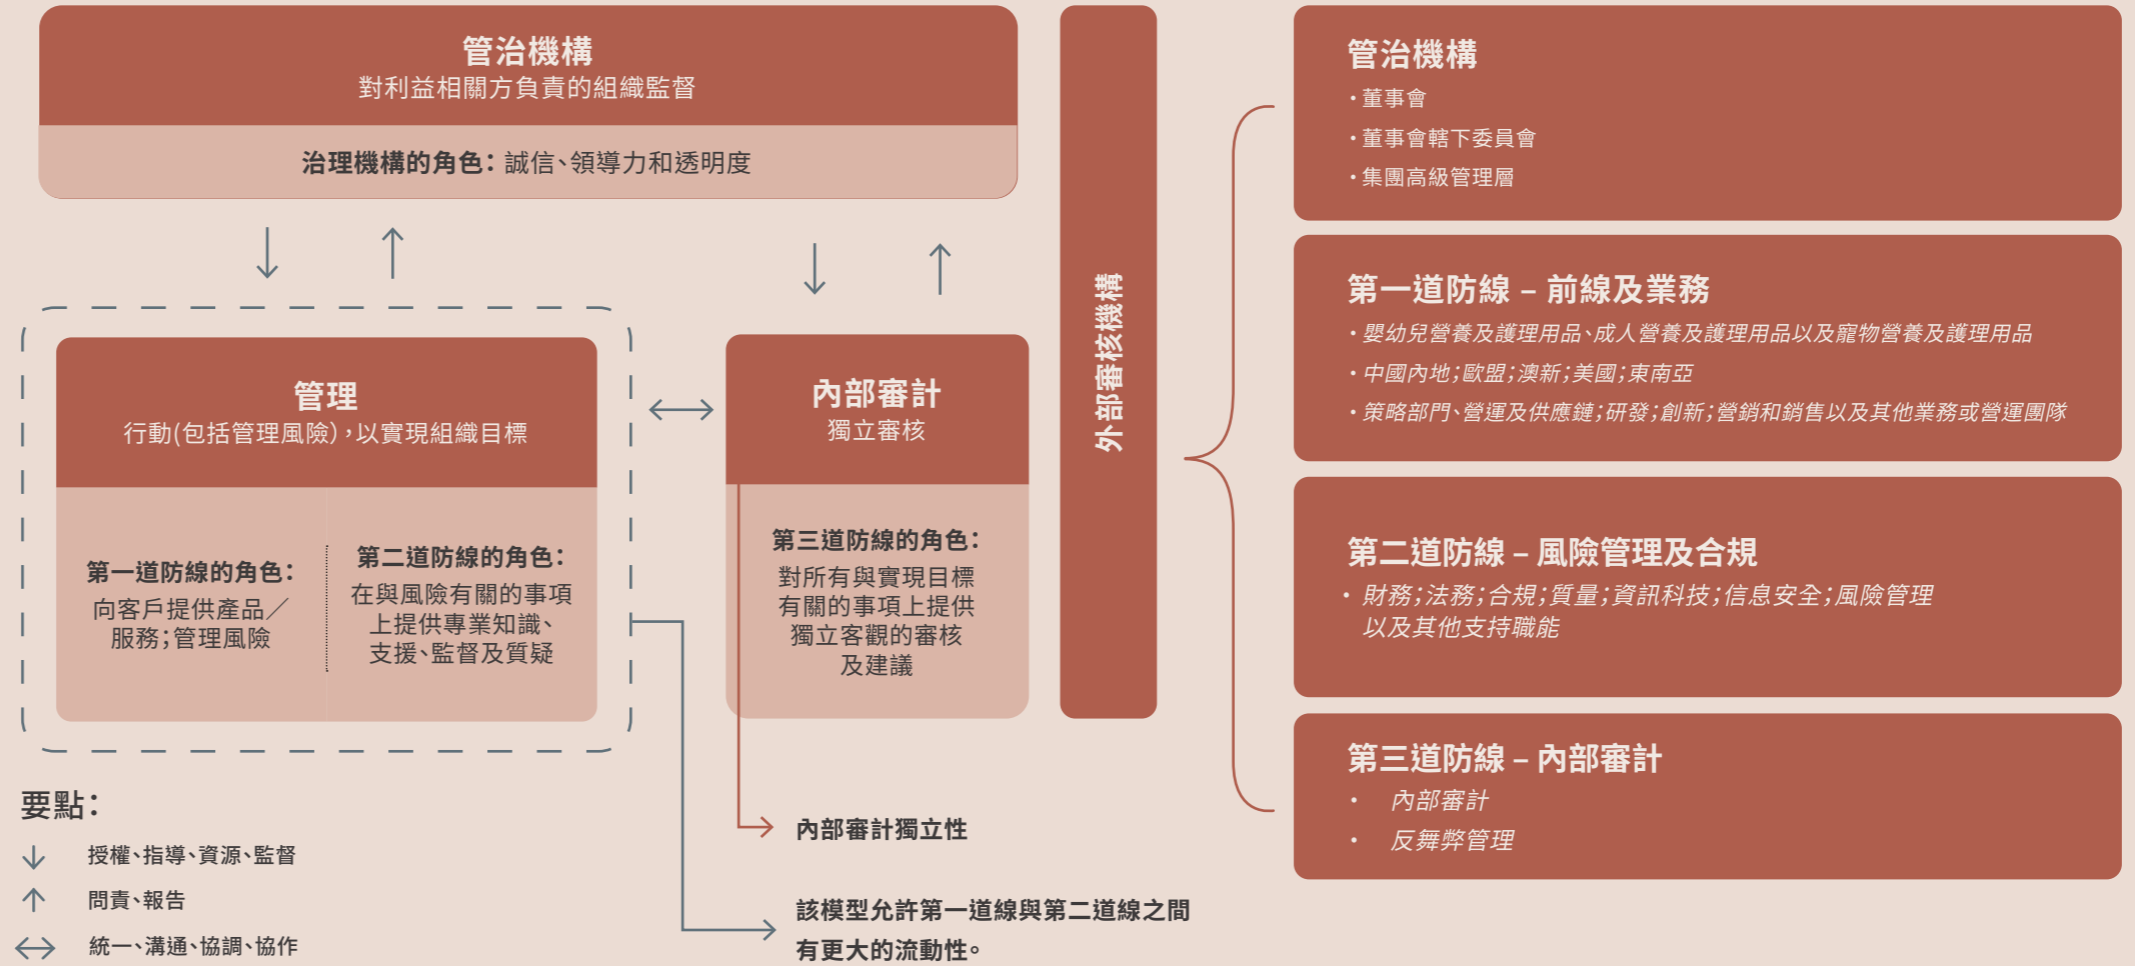 管治機構
對利益相關方負責的組織監督
治理機構的角色：誠信、領導力和透明度
管理
行動(包括管理風險)，以實現組織目標
第一道防線的角色：
向客戶提供產品／
服務；管理風險
第二道防線的角色：
在與風險有關的事項
上提供專業知識、
支援、監督及質疑
內部審計
獨立審核
第三道防線的角色：
對所有與實現目標
有關的事項上提供
獨立客觀的審核
及建議
外部審核機構
要點：
授權、指導、資源、監督
問責、報告
統一、溝通、協調、協作
內部審計獨立性
該模型允許第一道線與第二道線之間
有更大的流動性。
管治機構
•董事會
•董事會轄下委員會
•集團高級管理層
第一道防線 – 前線及業務
•嬰幼兒營養及護理用品、成人營養及護理用品以及寵物營養及護理用品
•中國內地；歐盟；澳新；美國；東南亞
•策略部門、營運及供應鏈；研發；創新；營銷和銷售以及其他業務或營運團隊
第二道防線 – 風險管理及合規
• 財務；法務；合規；質量；資訊科技；信息安全；風險管理
以及其他支持職能
第三道防線 – 內部審計
• 內部審計
• 反舞弊管理